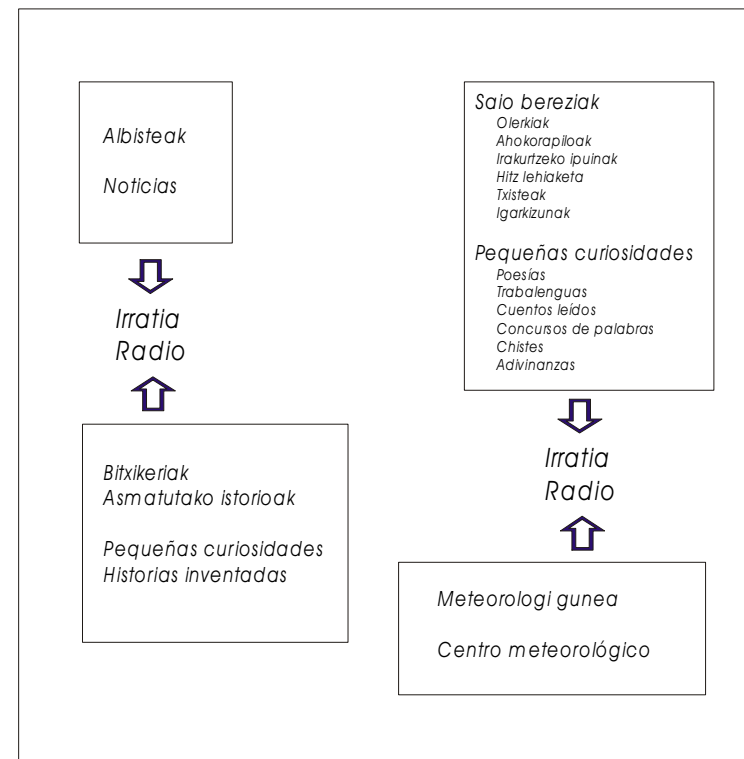 Albisteak
Noticias
Irratia
Radio
Bitxikeriak
Asmatutako istorioak
Pequeñas curiosidades
Historias inventadas
Saio bereziak
Olerkiak
Ahokorapiloak
Irakurtzeko ipuinak
Hitz lehiaketa
Txisteak
Igarkizunak
Pequeñas curiosidades
Poesías
Trabalenguas
Cuentos leídos
Concursos de palabras
Chistes
Adivinanzas
Irratia
Radio
Meteorologi gunea
Centro meteorológico